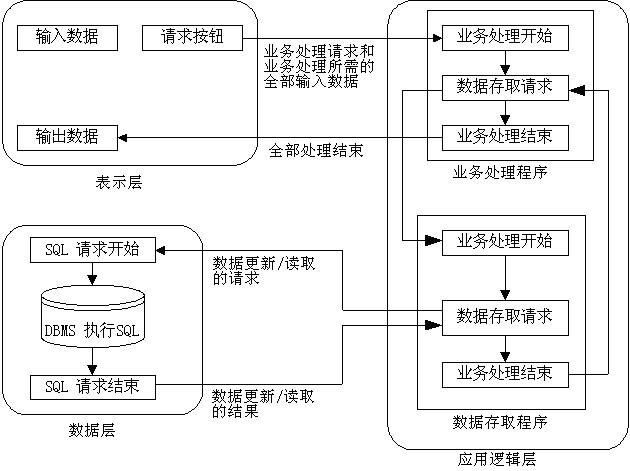 输入数据
请求按钮
输出数据
表示层
业务处理请求和
业务处理所需的
全部输入数据
全部处理结束
业务处理开始
数据存取请求
业务处理结束
业务处理程序
SQL 请求开始
DBMS 执行SQL
SQL 请求结束
数据层
数据更新/读取
的请求
数据更新/读取
的结果
业务处理开始
数据存取请求
业务处理结束
数据存取程序
应用逻辑层